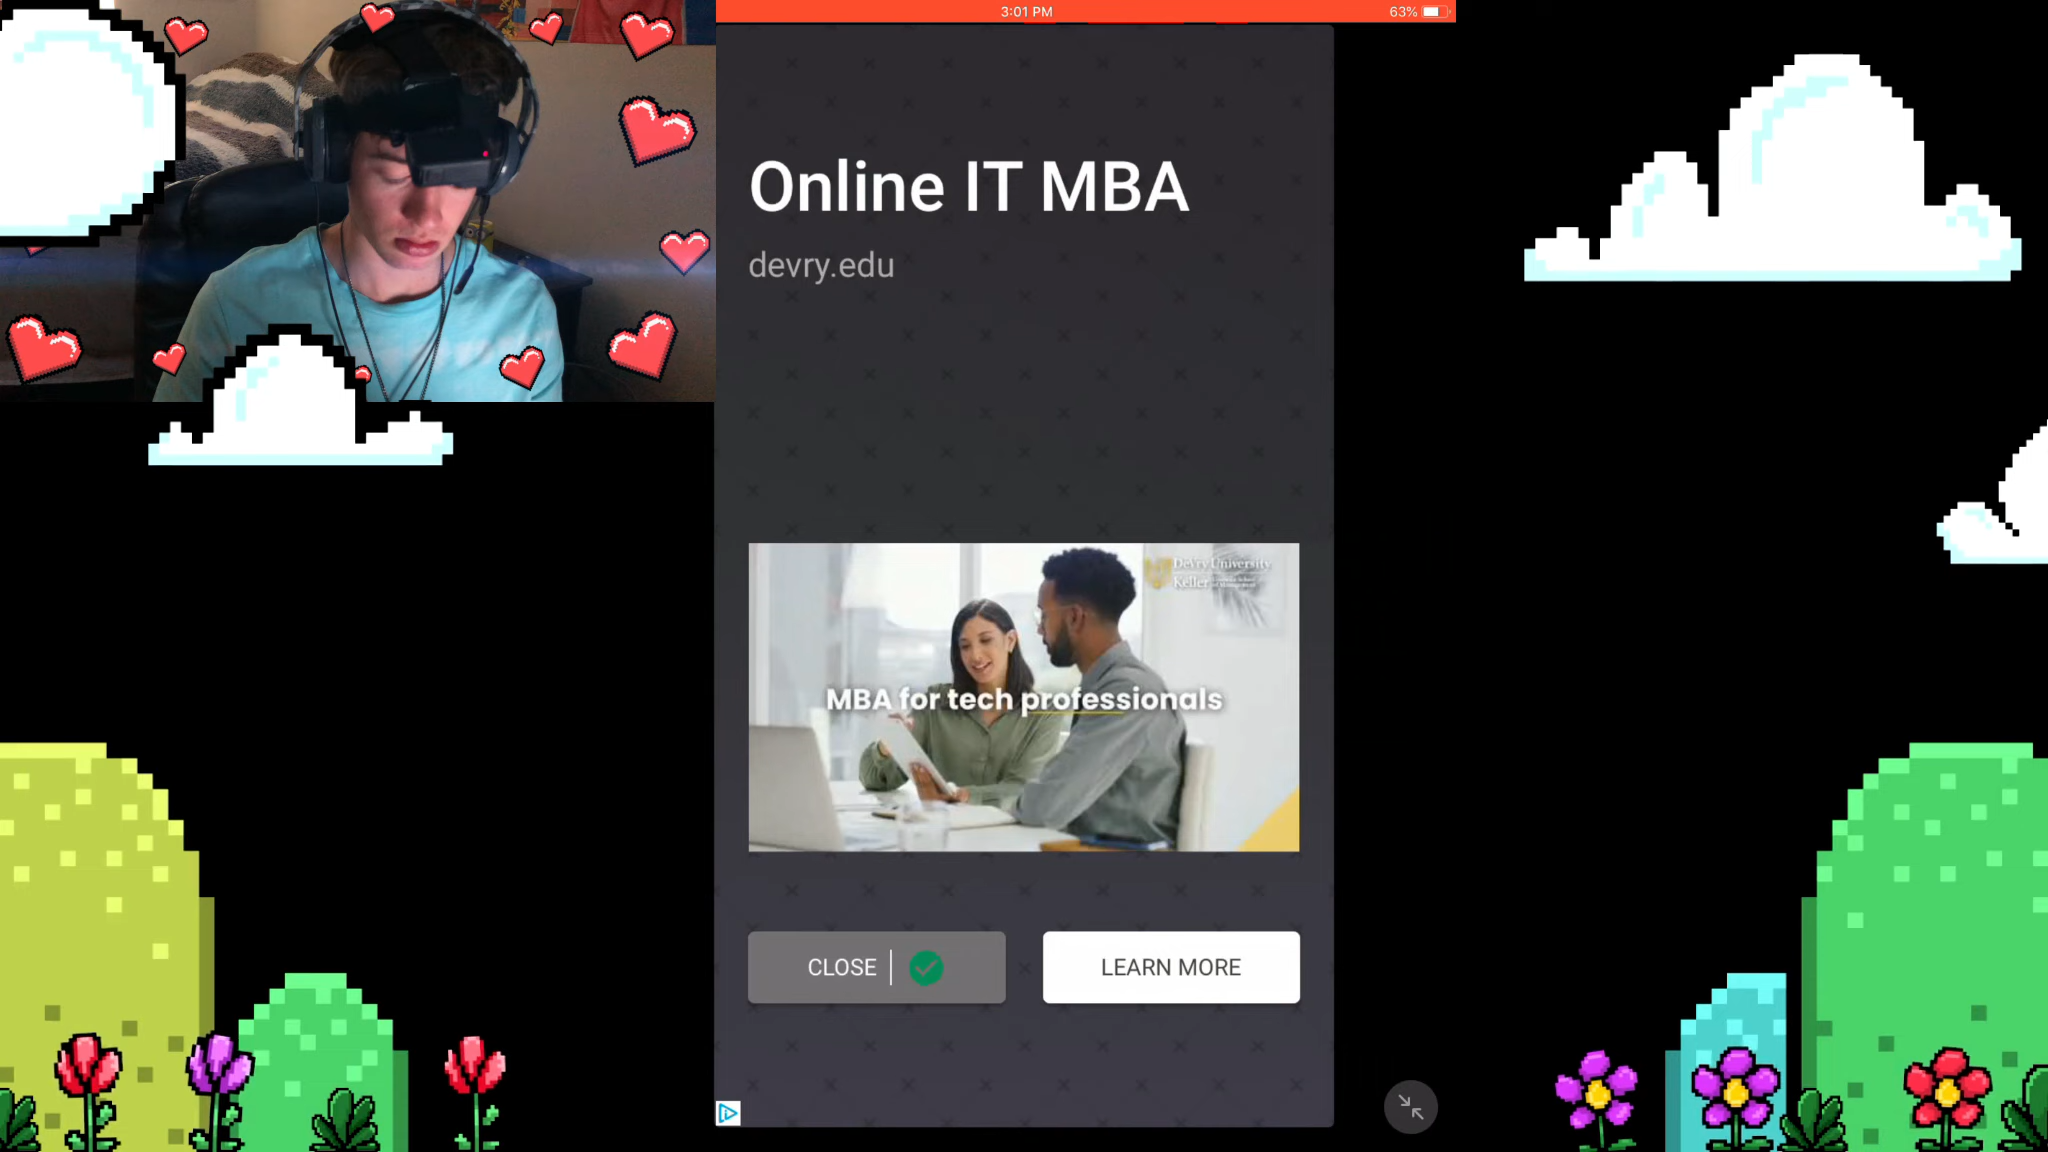 3:01 PM
63%
Online IT MBA
devry.edu
DeVry University
Keller
MBA for tech professionals
CLOSE
LEARN MORE